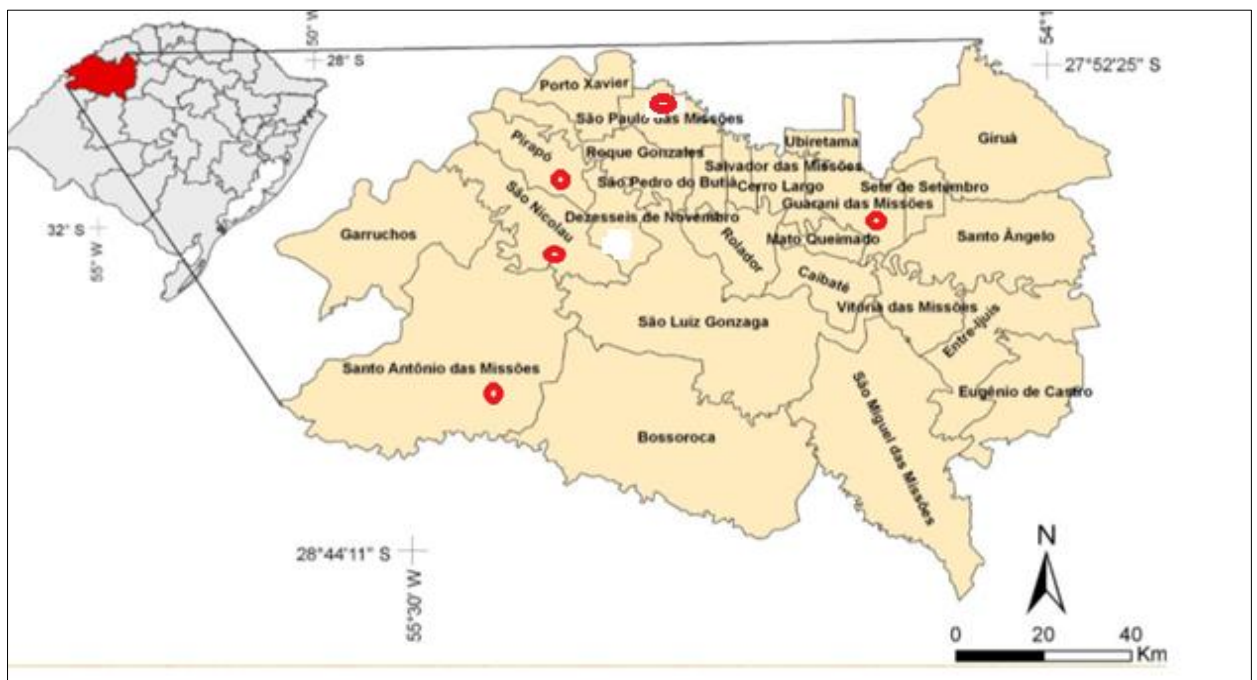 50° W
28° S
54°1
27°52'25" S
Porto Xavier
São Paulo das Missões
Giruá
Ubiretama
Pirapó
Roque Gonzales
Salvador das Missões
São Pedro do Butiá
Cerro Largo
Sete de Setembro
Guarani das Missões
São Nicolau
Dezesseis de Novembro
32° S
55° W
Garruchos
Rolador
Mato Queimado
Santo Ângelo
Caibaté
Vitória das Missões
São Luiz Gonzaga
Entre-Ijuis
Santo Antônio das Missões
Eugênio de Castro
São Miguel das Missões
Bossoroca
28°44'11" S
55°30' W
N
0 20 40
Km